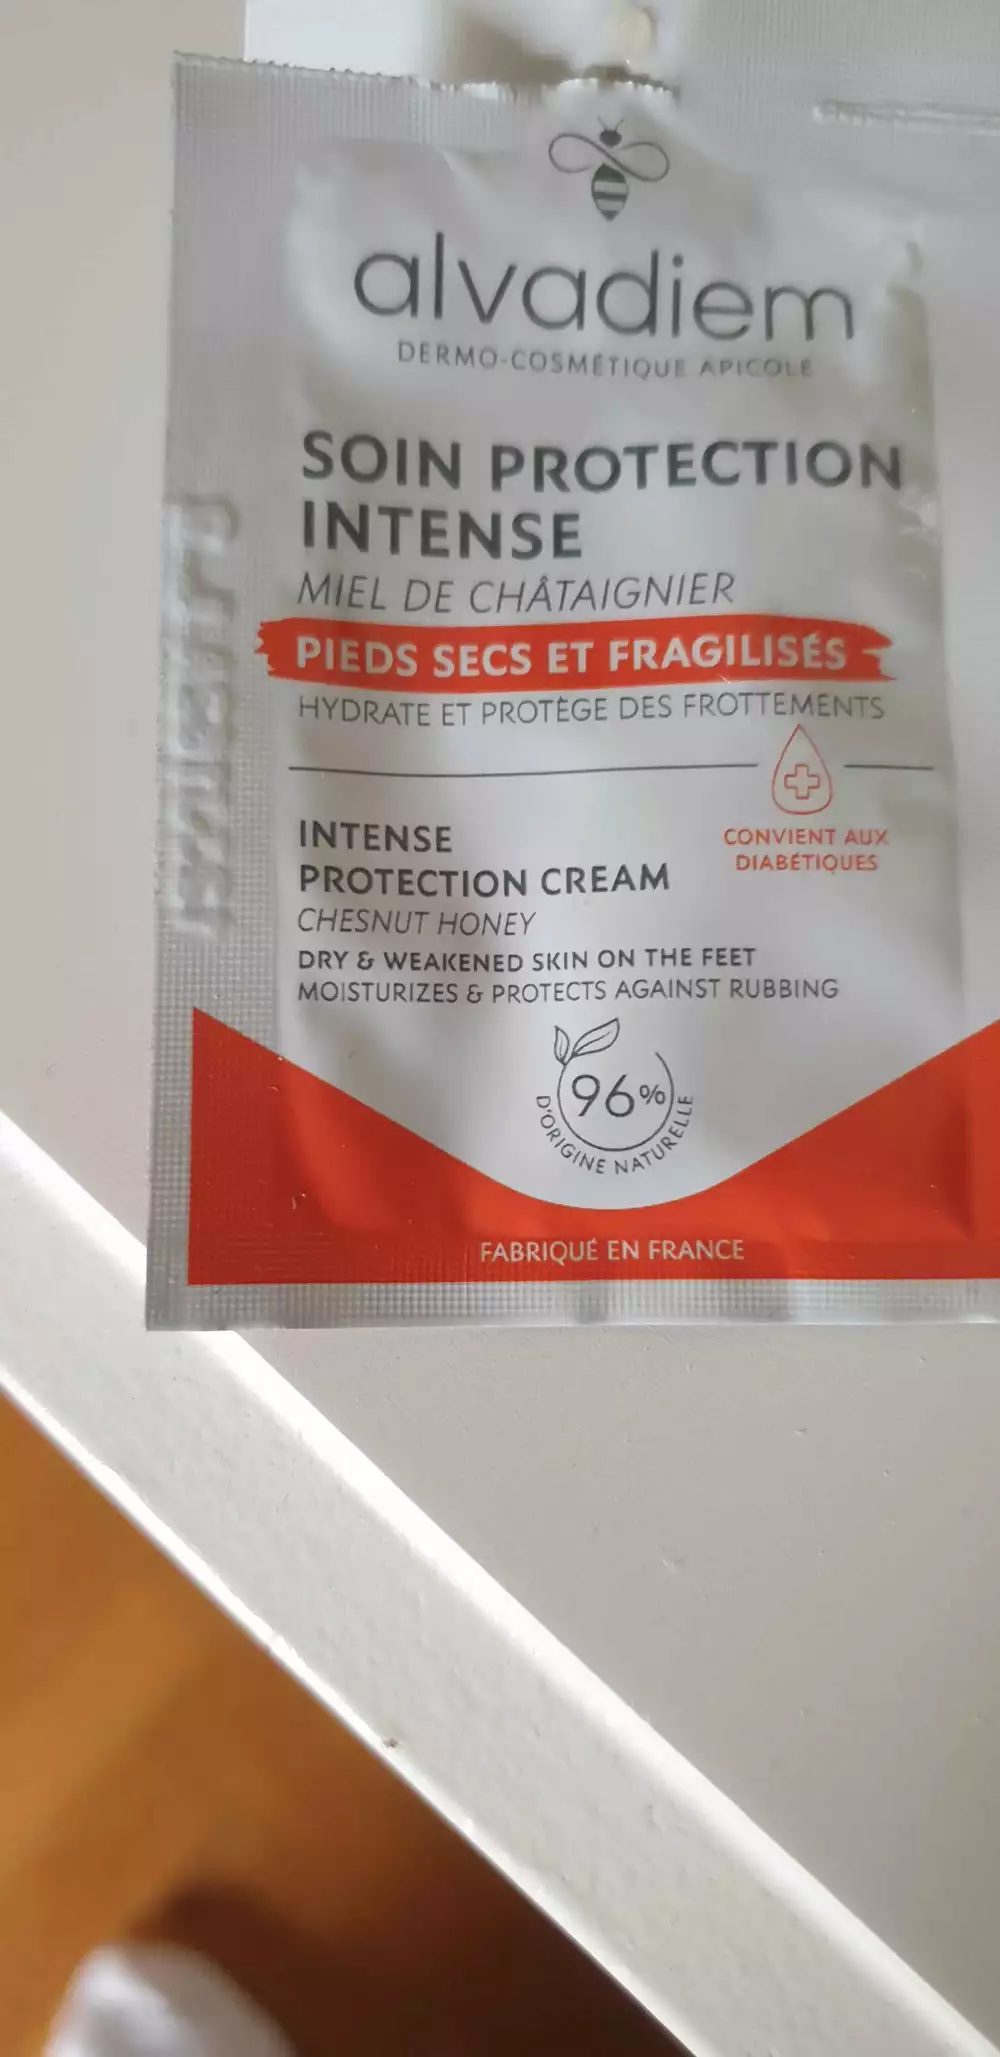 alvadiem
DERMO-COSMÉTIQUE APICOLE
SOIN PROTECTION
INTENSE
MIEL DE CHÂTAIGNIER
PIEDS SECS ET FRAGILISÉS
HYDRATE ET PROTÈGE DES FROTTEMENTS
CONVIENT AUX
DIABÉTIQUES
INTENSE
PROTECTION CREAM
CHESNUT HONEY
DRY & WEAKENED SKIN ON THE FEET
MOISTURIZES & PROTECTS AGAINST RUBBING
96%
D'ORIGINE NATURELLE
FABRIQUÉ EN FRANCE